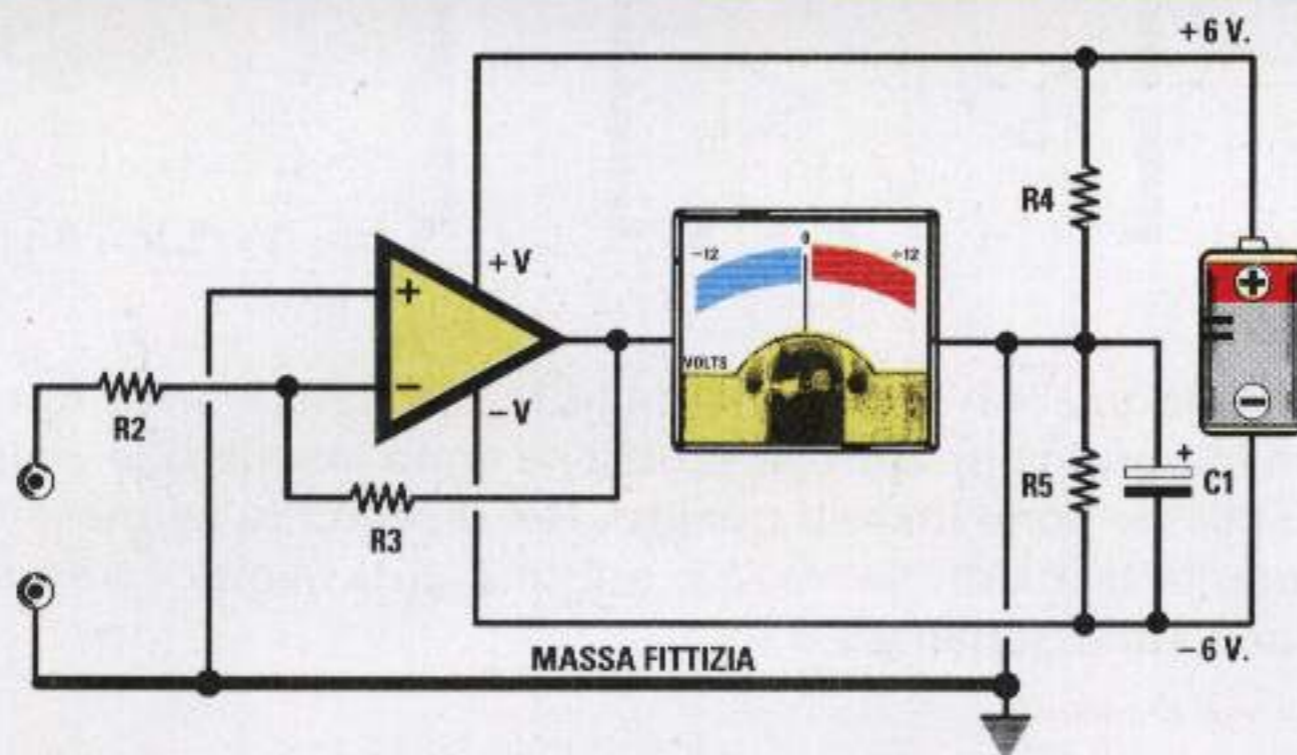 +6 V.
R4
-12
0
+12
+V
+
VOLTS
+
R2
−
-V
−
R3
R5
+
C1
MASSA FITTIZIA
-6 V.